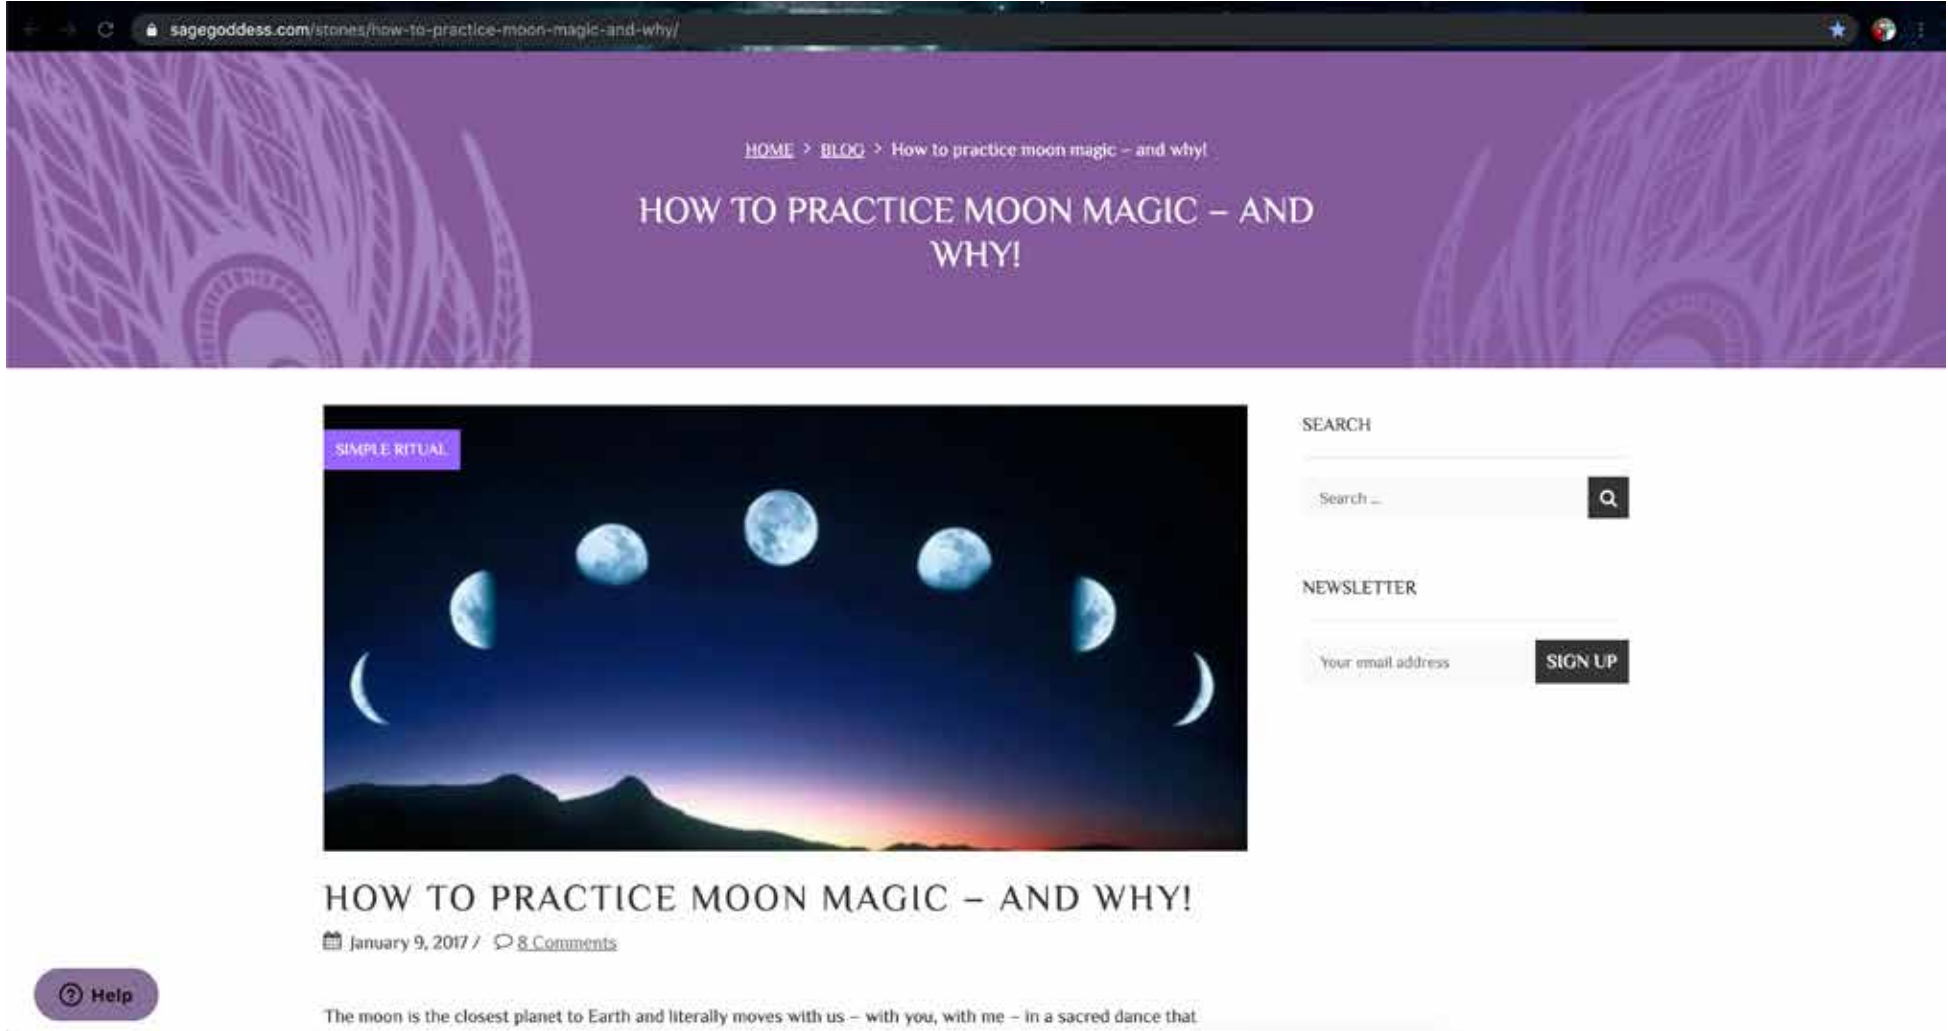 sagegoddess.com/stones/how-to-practice-moon-magic-and-why/
HOME > BLOG > How to practice moon magic – and why!
HOW TO PRACTICE MOON MAGIC – AND
WHY!
SIMPLE RITUAL
SEARCH
Search ...
NEWSLETTER
Your email address
SIGN UP
HOW TO PRACTICE MOON MAGIC – AND WHY!
January 9, 2017 / 8 Comments
Help
The moon is the closest planet to Earth and literally moves with us – with you, with me – in a sacred dance that